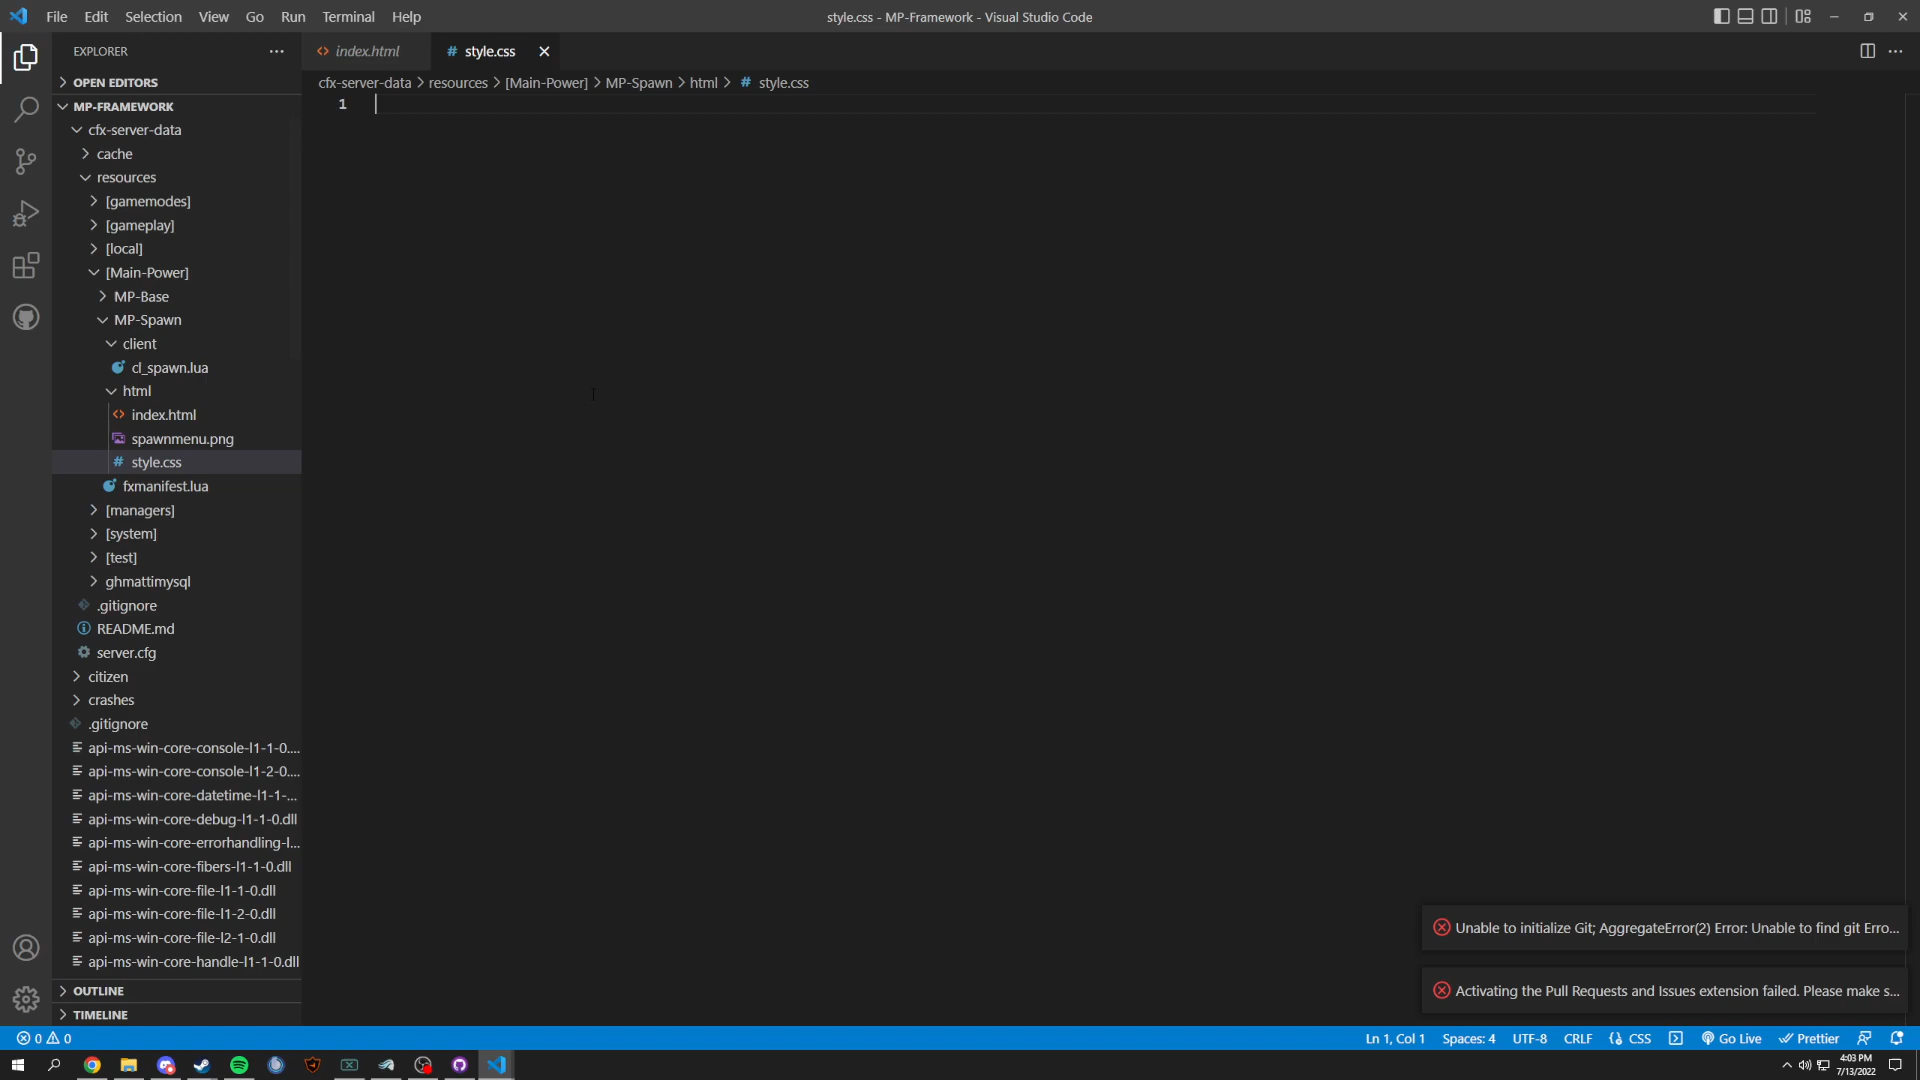 File Edit Selection View Go Run Terminal Help
style.css - MP-Framework - Visual Studio Code
EXPLORER
index.html
# style.css
OPEN EDITORS
cfx-server-data > resources > [Main-Power] > MP-Spawn > html > # style.css
1
MP-FRAMEWORK
cfx-server-data
cache
resources
[gamemodes]
[gameplay]
[local]
[Main-Power]
MP-Base
MP-Spawn
client
cl_spawn.lua
html
index.html
spawnmenu.png
# style.css
fxmanifest.lua
[managers]
[system]
[test]
ghmattimysql
.gitignore
README.md
server.cfg
citizen
crashes
.gitignore
api-ms-win-core-console-l1-1-0....
api-ms-win-core-console-l1-2-0....
api-ms-win-core-datetime-l1-1-...
api-ms-win-core-debug-l1-1-0.dll
api-ms-win-core-errorhandling-l...
api-ms-win-core-fibers-l1-1-0.dll
api-ms-win-core-file-l1-1-0.dll
api-ms-win-core-file-l1-2-0.dll
api-ms-win-core-file-l2-1-0.dll
api-ms-win-core-handle-l1-1-0.dll
OUTLINE
TIMELINE
Unable to initialize Git; AggregateError(2) Error: Unable to find git Erro...
Activating the Pull Requests and Issues extension failed. Please make s...
0 0
Ln 1, Col 1 Spaces: 4 UTF-8 CRLF {} CSS Go Live Prettier
4:03 PM
7/13/2022